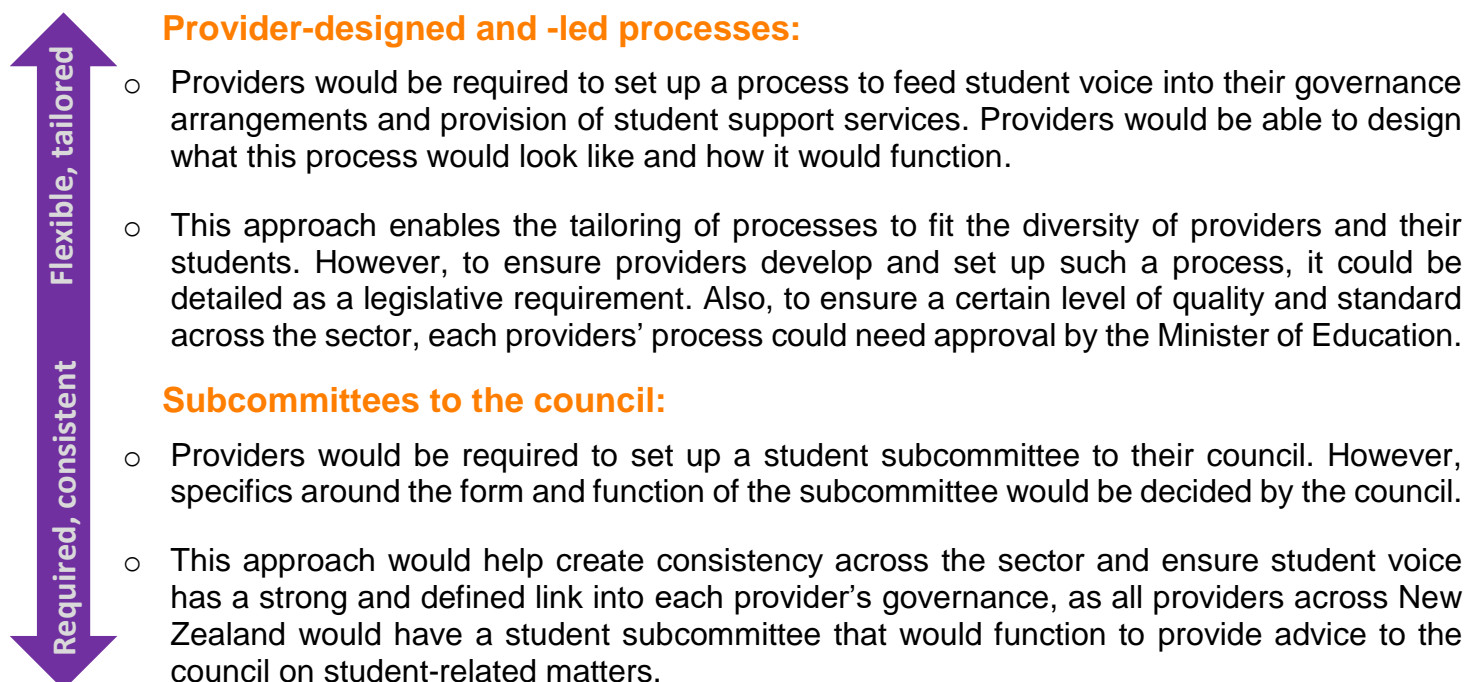 Flexible, tailored
Required, consistent
Provider-designed and -led processes:
o Providers would be required to set up a process to feed student voice into their governance
arrangements and provision of student support services. Providers would be able to design
what this process would look like and how it would function.
o This approach enables the tailoring of processes to fit the diversity of providers and their
students. However, to ensure providers develop and set up such a process, it could be
detailed as a legislative requirement. Also, to ensure a certain level of quality and standard
across the sector, each providers’ process could need approval by the Minister of Education.
Subcommittees to the council:
o Providers would be required to set up a student subcommittee to their council. However,
specifics around the form and function of the subcommittee would be decided by the council.
o This approach would help create consistency across the sector and ensure student voice
has a strong and defined link into each provider’s governance, as all providers across New
Zealand would have a student subcommittee that would function to provide advice to the
council on student-related matters.